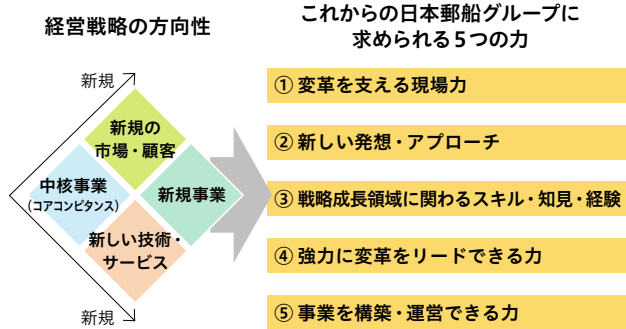 経営戦略の方向性
新規
新規の
市場・顧客
中核事業
(コアコンピタンス)
新規事業
新しい技術・
サービス
新規
これからの日本郵船グループに
求められる5つの力
① 変革を支える現場力
② 新しい発想・アプローチ
③ 戦略成長領域に関わるスキル・知見・経験
④ 強力に変革をリードできる力
⑤ 事業を構築・運営できる力